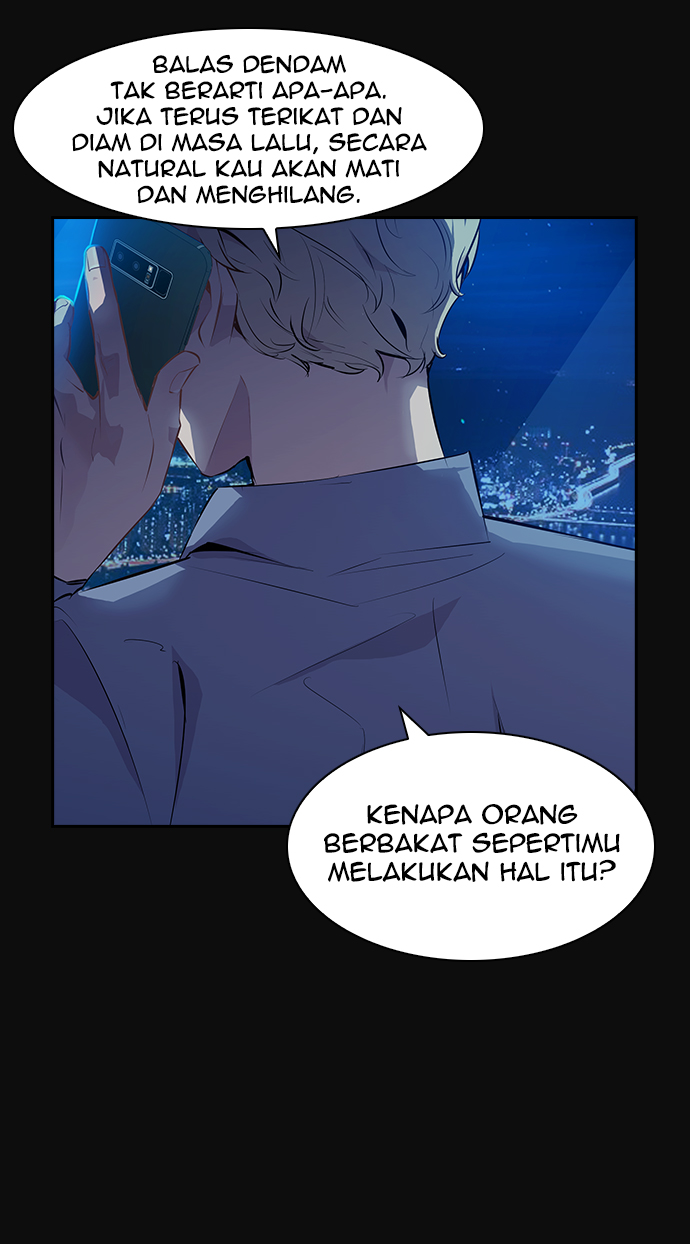 BALAS DENDAM
TAK BERARTI APA-APA.
JIKA TERUS TERIKAT DAN
DIAM DI MASA LALU, SECARA
NATURAL KAU AKAN MATI
DAN MENGHILANG.
KENAPA ORANG
BERBAKAT SEPERTIMU
MELAKUKAN HAL ITU?